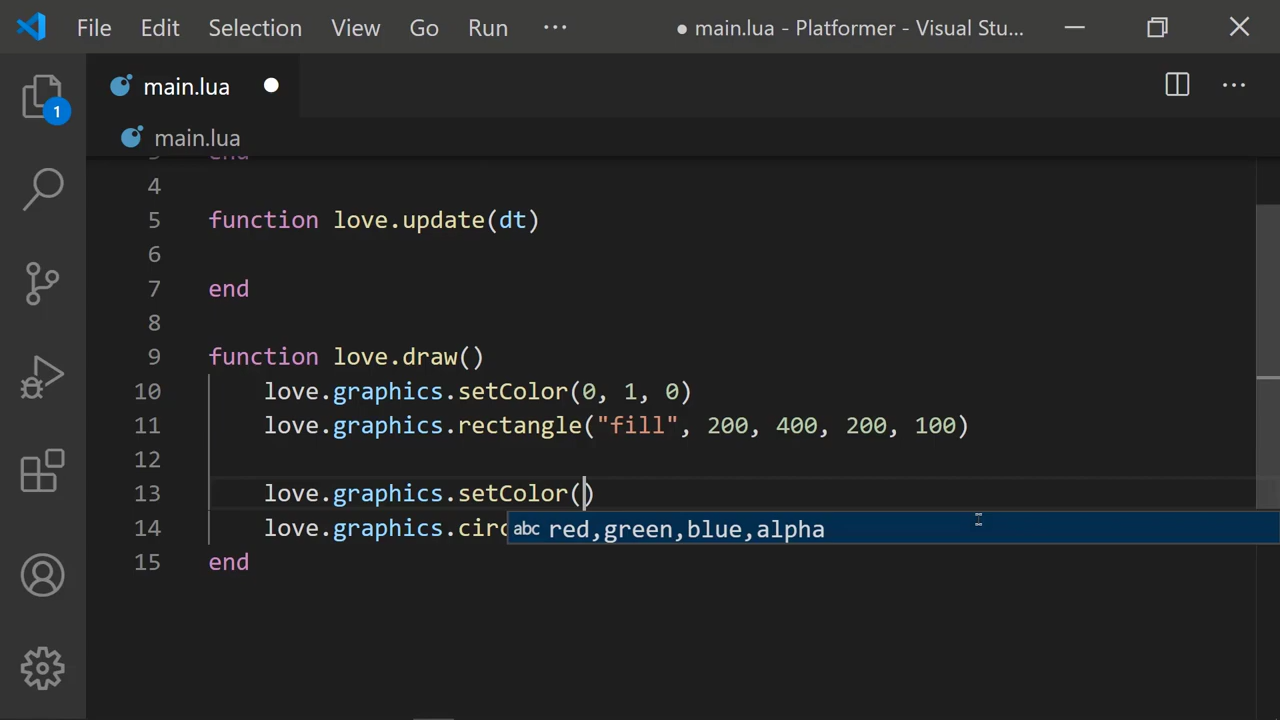 File Edit Selection View Go Run ··· ● main.lua - Platformer - Visual Stu...
main.lua ●
1
main.lua
3 end
4
5 function love.update(dt)
6
7 end
8
9 function love.draw()
10 love.graphics.setColor(0, 1, 0)
11 love.graphics.rectangle("fill", 200, 400, 200, 100)
12
13 love.graphics.setColor()
14 love.graphics.circ
abc red,green,blue,alpha
15 end